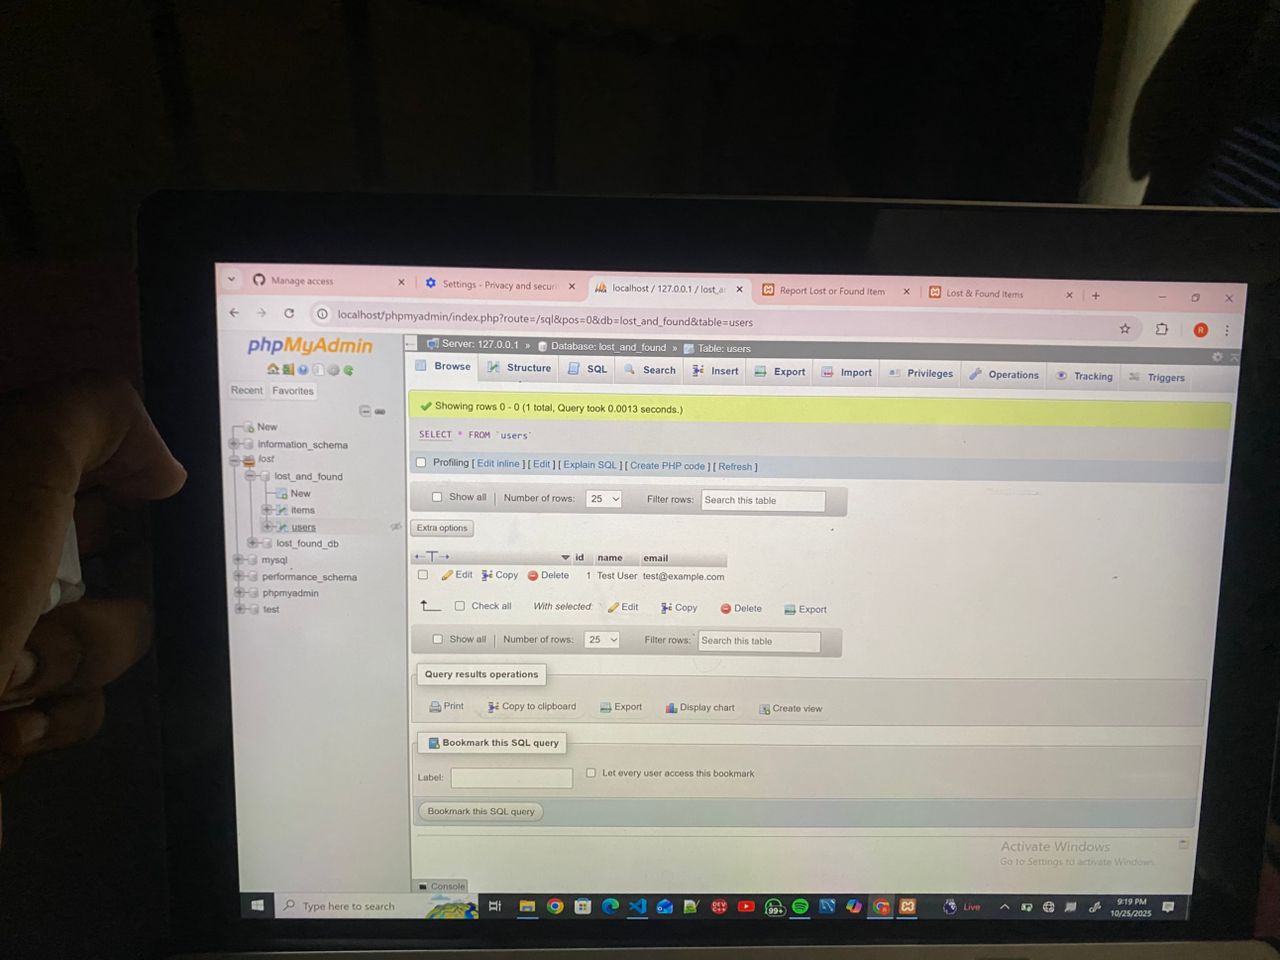 Manage access
Settings - Privacy and securi
localhost / 127.0.0.1 / lost_a
Report Lost or Found Item
Lost & Found Items
localhost/phpmyadmin/index.php?route=/sql&pos=0&db=lost_and_found&table=users
R
phpMyAdmin
Recent Favorites
New
information_schema
lost
lost_and_found
New
items
users
lost_found_db
mysql
performance_schema
phpmyadmin
test
Server: 127.0.0.1 » Database: lost_and_found » Table: users
Browse Structure SQL Search Insert Export Import Privileges Operations Tracking Triggers
Showing rows 0 - 0 (1 total, Query took 0.0013 seconds.)
SELECT * FROM `users`
Profiling [ Edit inline ] [ Edit ] [ Explain SQL ] [ Create PHP code ] [ Refresh ]
Show all Number of rows: 25 Filter rows: Search this table
Extra options
id name email
Edit Copy Delete 1 Test User test@example.com
Check all With selected: Edit Copy Delete Export
Show all Number of rows: 25 Filter rows: Search this table
Query results operations
Print Copy to clipboard Export Display chart Create view
Bookmark this SQL query
Label: Let every user access this bookmark
Bookmark this SQL query
Activate Windows
Go to Settings to activate Windows.
Console
Type here to search
DEV C++
99+
Live
9:19 PM
10/25/2025